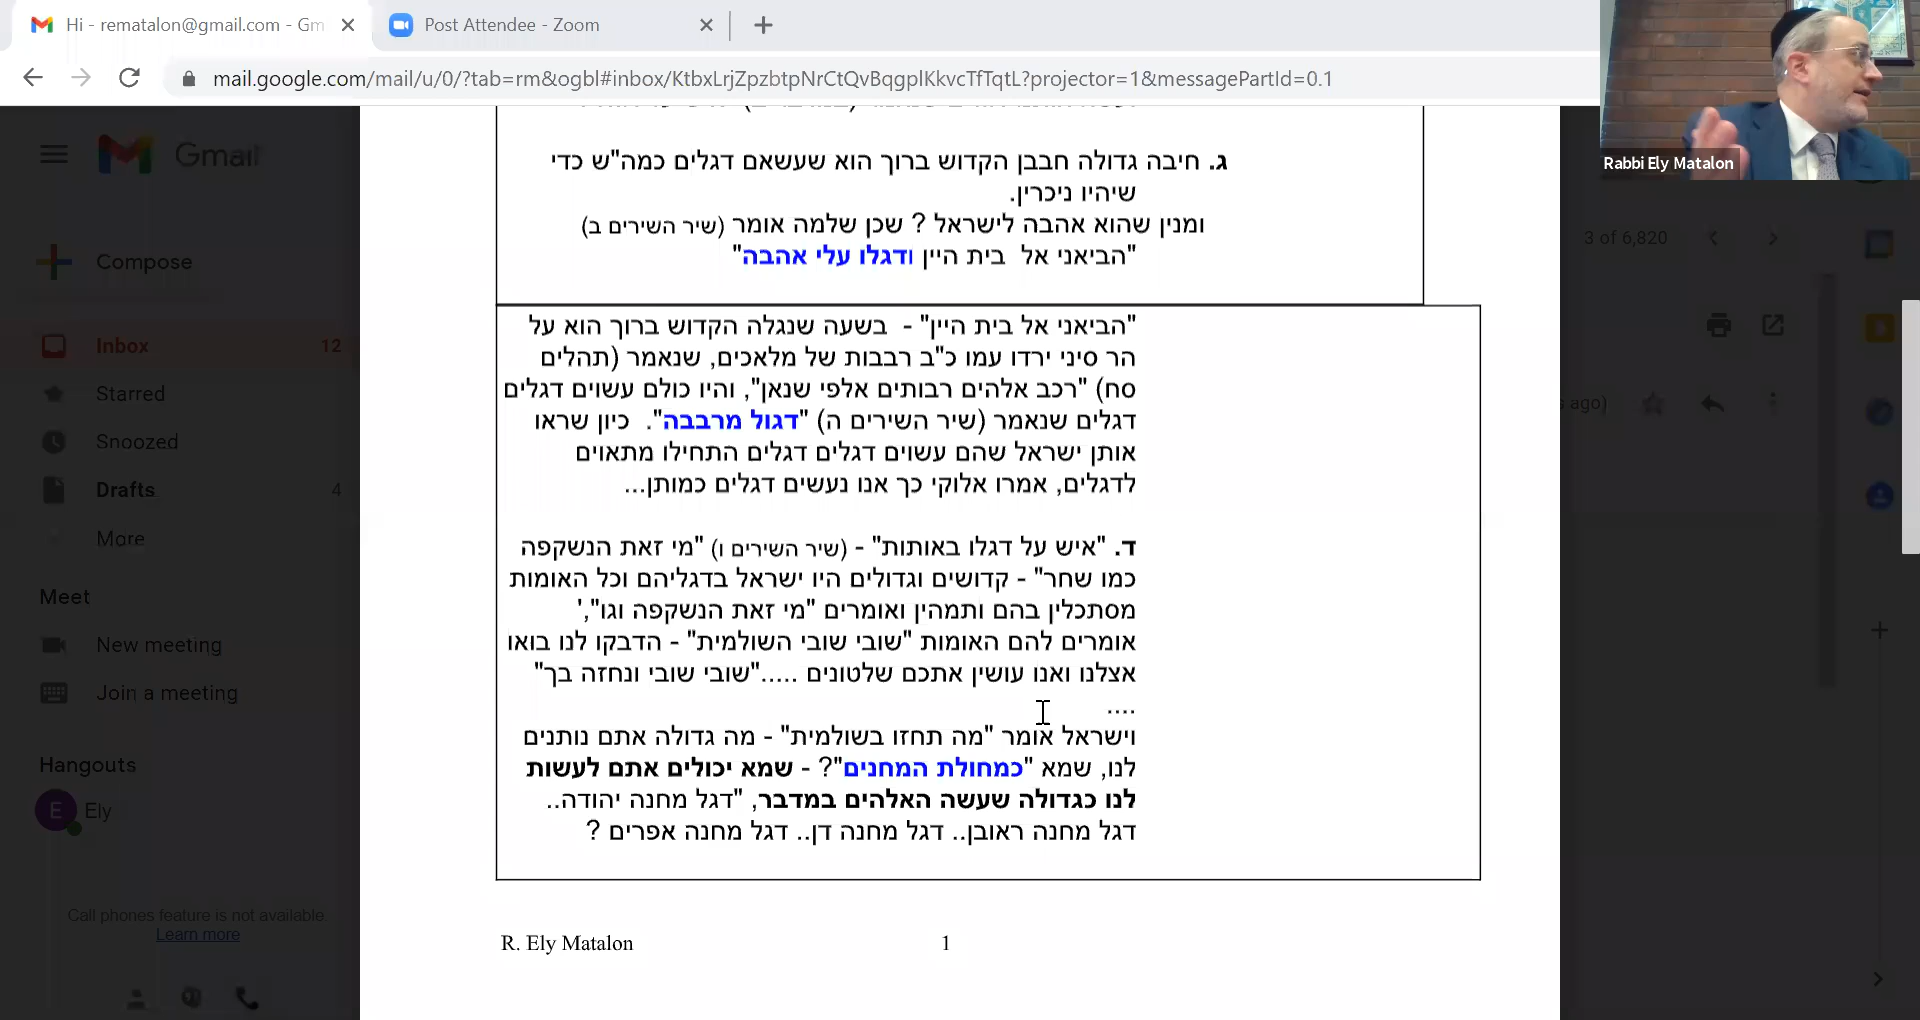 Hi - rematalon@gmail.com - Gm
Post Attendee - Zoom
mail.google.com/mail/u/0/?tab=rm&ogbl#inbox/KtbxLrjZpzbtpNrCtQvBqgplKkvcTfTqtL?projector=1&messagePartId=0.1
Rabbi Ely Matalon
Gmail
Compose
Inbox 12
Starred
Snoozed
Drafts 4
More
Meet
New meeting
Join a meeting
Hangouts
E
Ely
Call phones feature is not available.
Learn more
3 of 6,820
s ago)
ג. חיבה גדולה חבבן הקדוש ברוך הוא שעשאם דגלים כמה"ש כדי
שיהיו ניכרין.
ומנין שהוא אהבה לישראל ? שכן שלמה אומר (שיר השירים ב)
"הביאני אל בית היין ודגלו עלי אהבה"
"הביאני אל בית היין" - בשעה שנגלה הקדוש ברוך הוא על
הר סיני ירדו עמו כ"ב רבבות של מלאכים, שנאמר (תהלים
סח) "רכב אלהים רבותים אלפי שנאן", והיו כולם עשוים דגלים
דגלים שנאמר (שיר השירים ה) "דגול מרבבה". כיון שראו
אותן ישראל שהם עשוים דגלים דגלים התחילו מתאוים
לדגלים, אמרו אלוקי כך אנו נעשים דגלים כמותן...
ד. "איש על דגלו באותות" - (שיר השירים ו) "מי זאת הנשקפה
כמו שחר" - קדושים וגדולים היו ישראל בדגליהם וכל האומות
מסתכלין בהם ותמהין ואומרים "מי זאת הנשקפה וגו",'
אומרים להם האומות "שובי שובי השולמית" - הדבקו לנו בואו
אצלנו ואנו עושין אתכם שלטונים ....."שובי שובי ונחזה בך"
....
וישראל אומר "מה תחזו בשולמית" - מה גדולה אתם נותנים
לנו, שמא "כמחולת המחנים"? - שמא יכולים אתם לעשות
לנו כגדולה שעשה האלהים במדבר, "דגל מחנה יהודה..
דגל מחנה ראובן.. דגל מחנה דן.. דגל מחנה אפרים ?
R. Ely Matalon 1